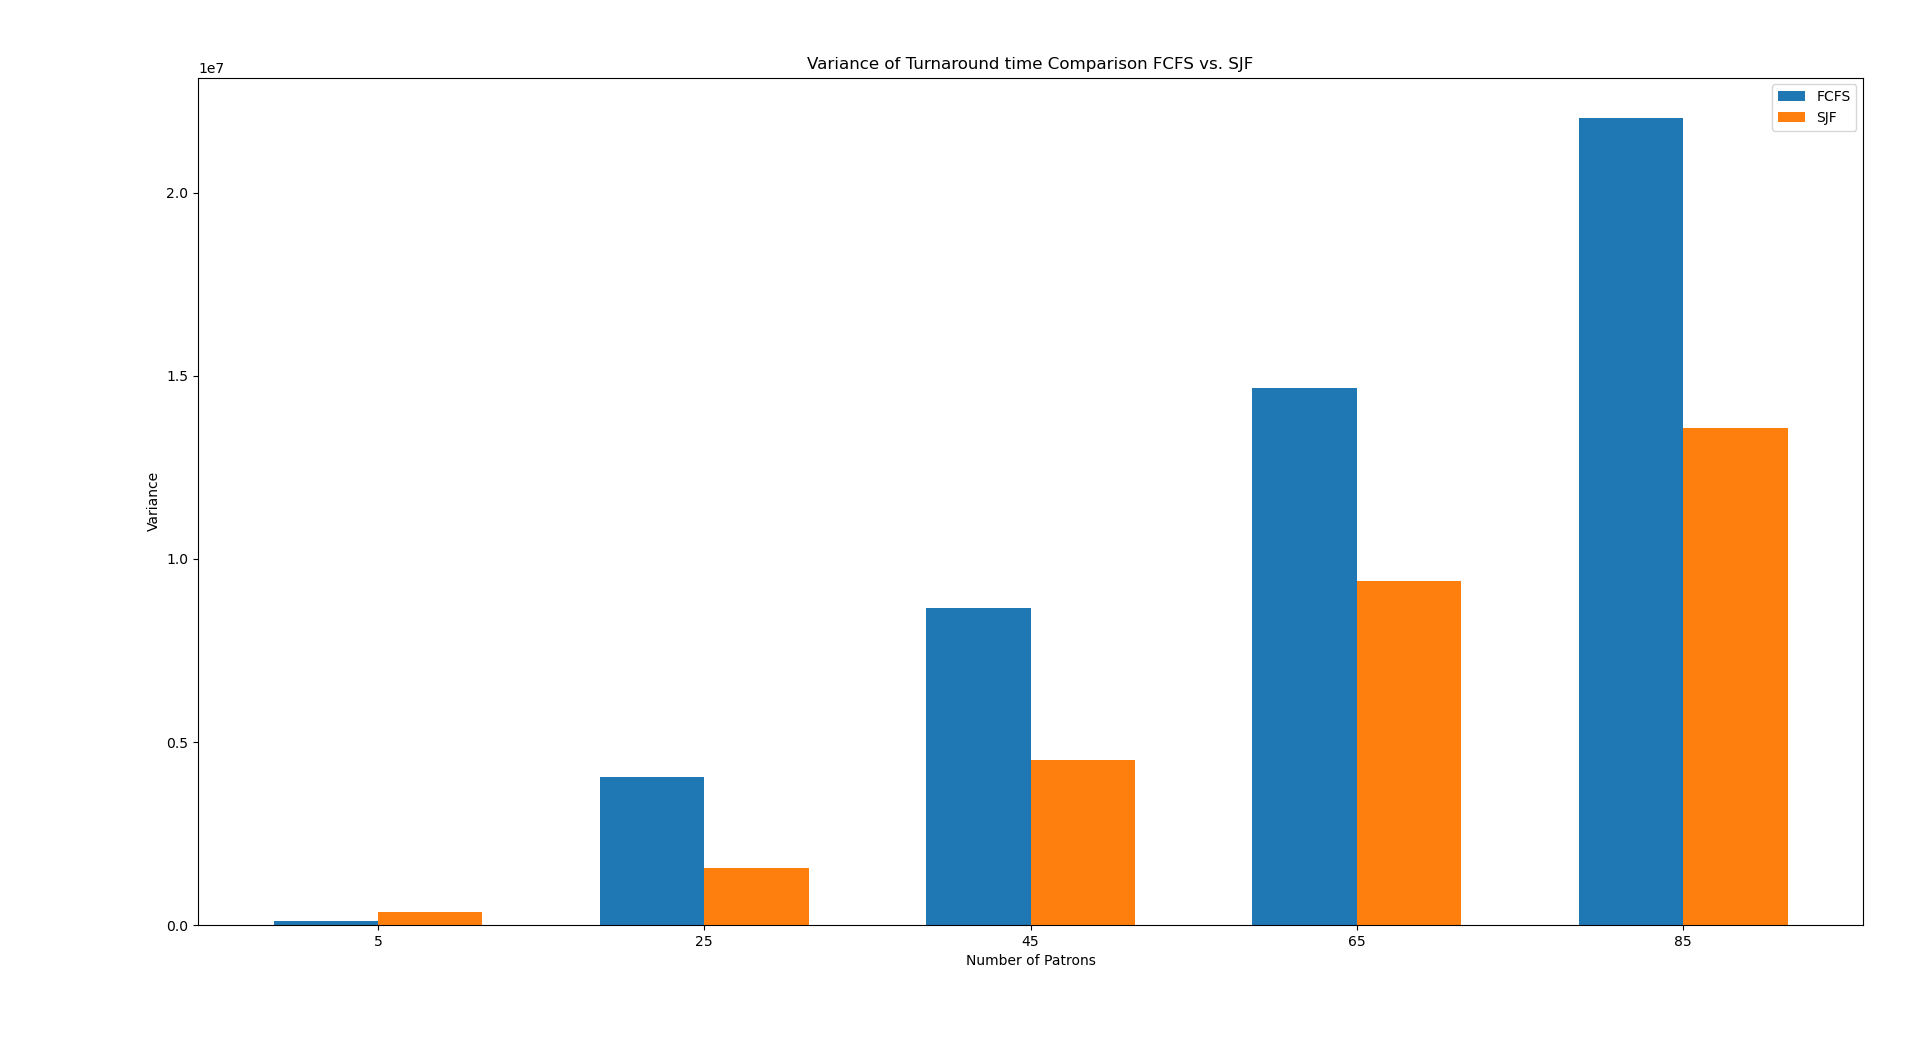 Variance of Turnaround time Comparison FCFS vs. SJF
1e7
FCFS
SJF
2.0
1.5
1.0
0.5
0.0
Variance
5 25 45 65 85
Number of Patrons